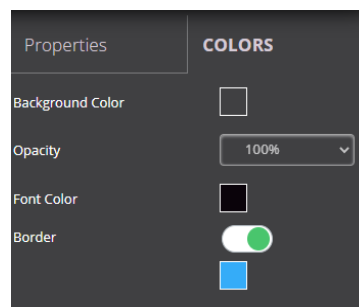 Properties COLORS
Background Color
Opacity 100%
Font Color
Border